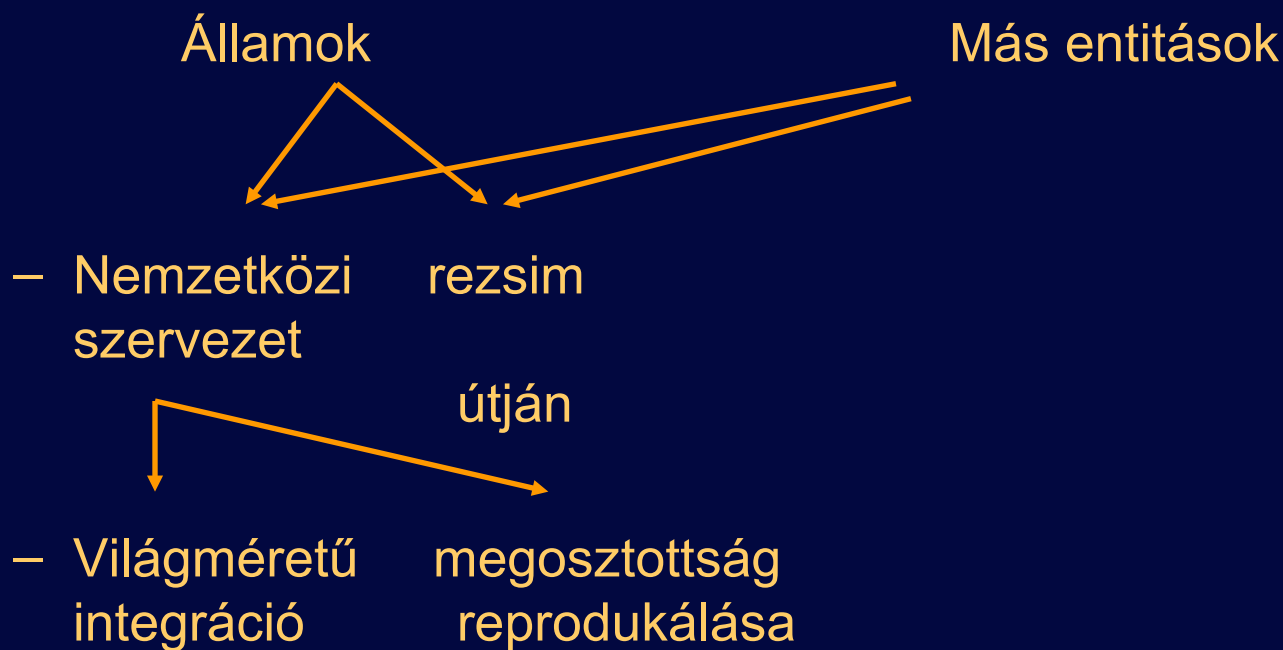 Államok Más entitások
– Nemzetközi rezsim
szervezet
útján
– Világméretű megosztottság
integráció reprodukálása